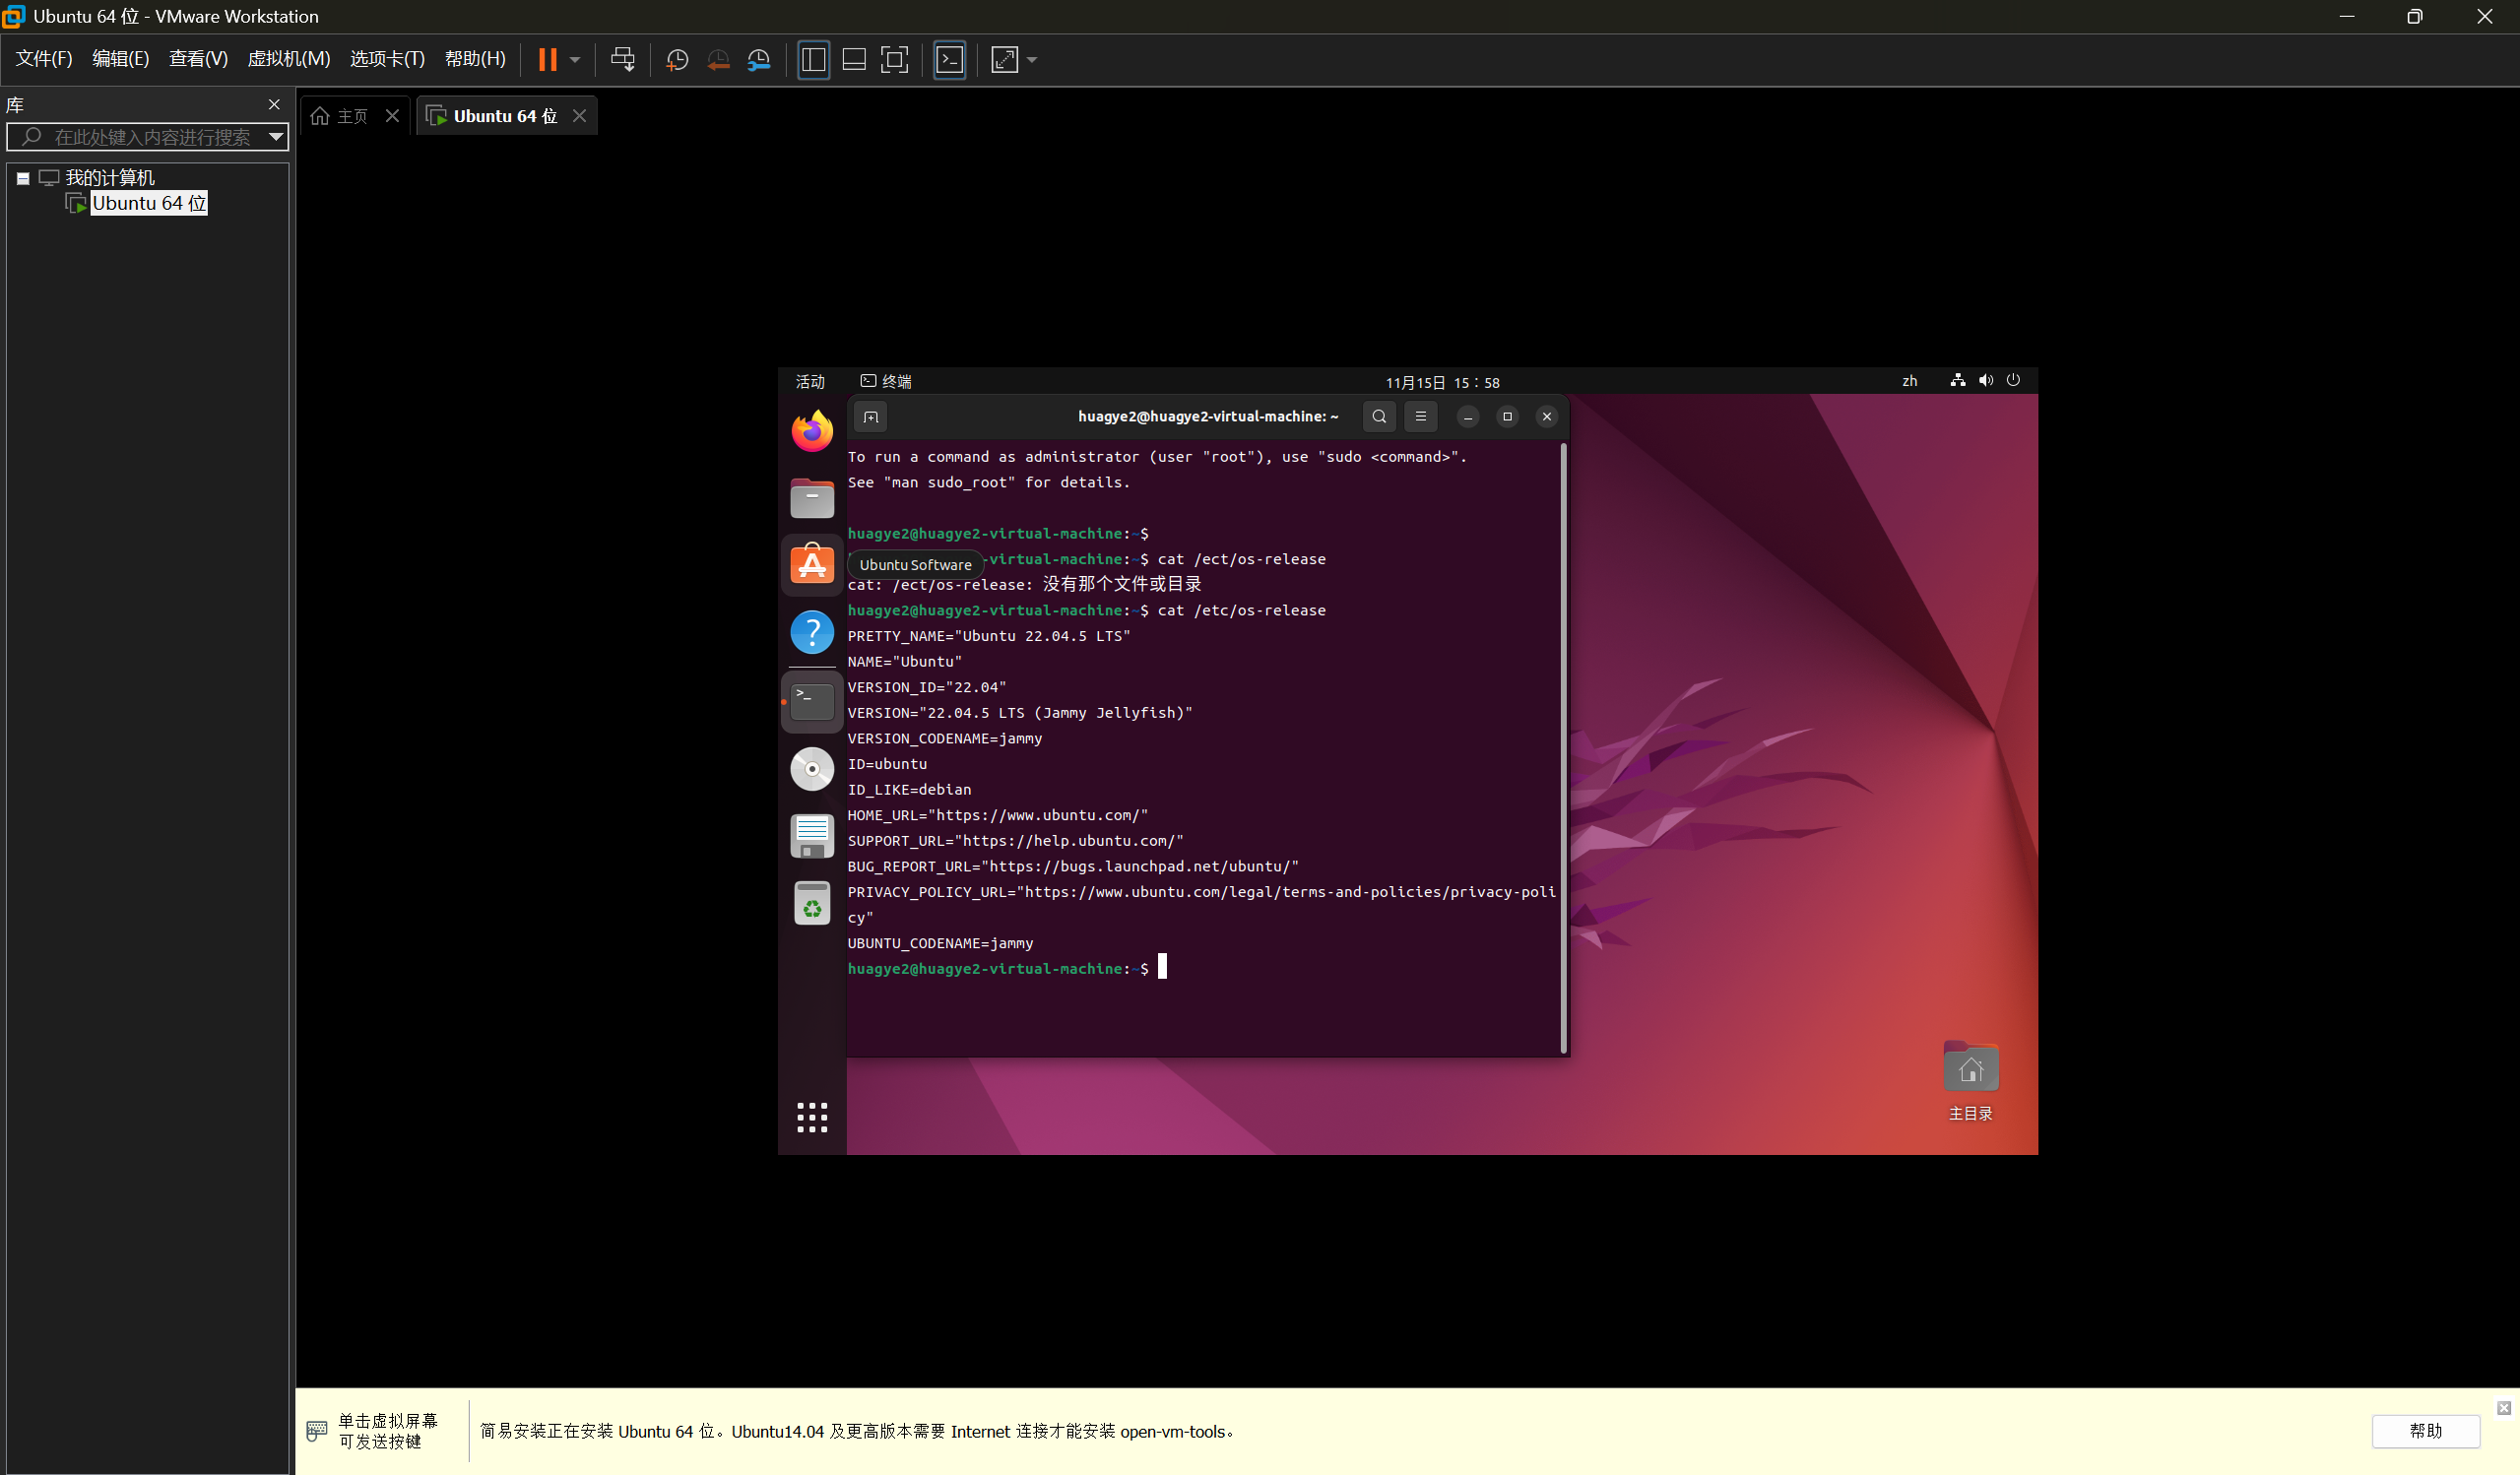 Ubuntu 64 位 - VMware Workstation
文件(F) 编辑(E) 查看(V) 虚拟机(M) 选项卡(T) 帮助(H)
库
在此处键入内容进行搜索
我的计算机
Ubuntu 64 位
主页
Ubuntu 64 位
活动 终端 11月15日 15：58 zh
huagye2@huagye2-virtual-machine: ~
To run a command as administrator (user "root"), use "sudo <command>".
See "man sudo_root" for details.
huagye2@huagye2-virtual-machine:~$
-virtual-machine:~$ cat /ect/os-release
Ubuntu Software
cat: /ect/os-release: 没有那个文件或目录
huagye2@huagye2-virtual-machine:~$ cat /etc/os-release
PRETTY_NAME="Ubuntu 22.04.5 LTS"
NAME="Ubuntu"
VERSION_ID="22.04"
VERSION="22.04.5 LTS (Jammy Jellyfish)"
VERSION_CODENAME=jammy
ID=ubuntu
ID_LIKE=debian
HOME_URL="https://www.ubuntu.com/"
SUPPORT_URL="https://help.ubuntu.com/"
BUG_REPORT_URL="https://bugs.launchpad.net/ubuntu/"
PRIVACY_POLICY_URL="https://www.ubuntu.com/legal/terms-and-policies/privacy-poli
cy"
UBUNTU_CODENAME=jammy
huagye2@huagye2-virtual-machine:~$
主目录
单击虚拟屏幕
可发送按键
简易安装正在安装 Ubuntu 64 位。Ubuntu14.04 及更高版本需要 Internet 连接才能安装 open-vm-tools。
帮助